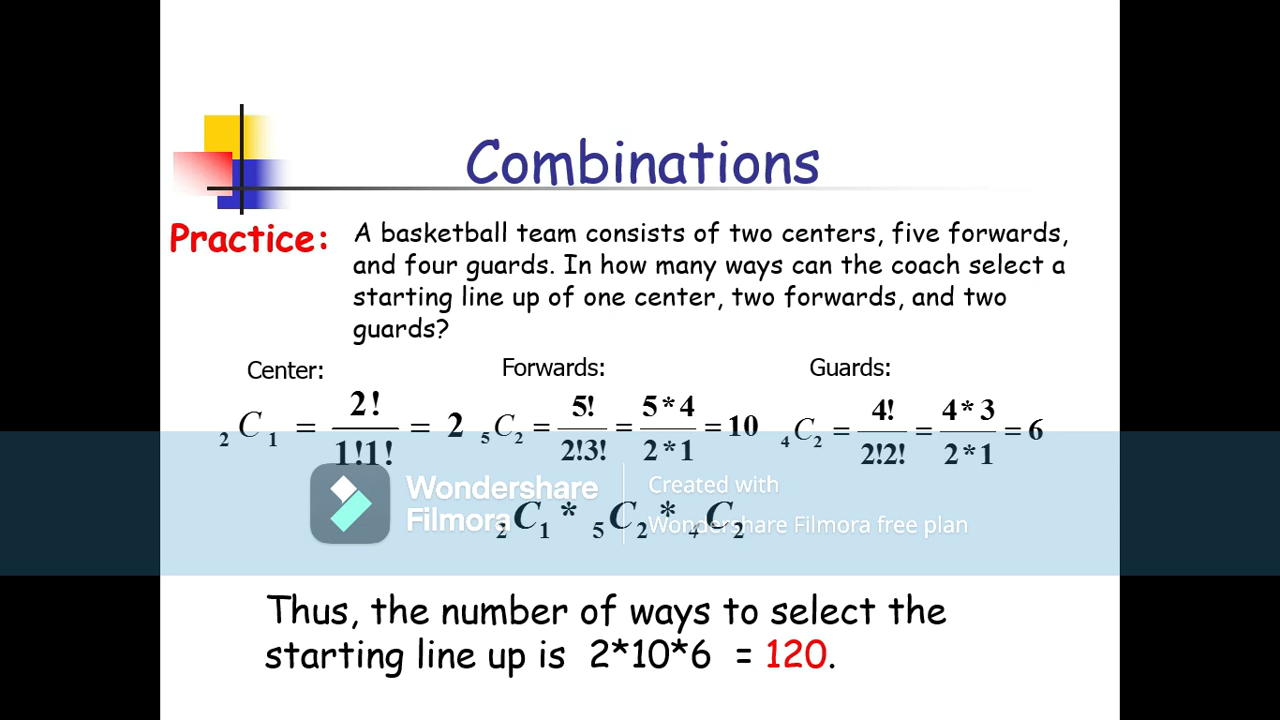 Combinations
Practice:
A basketball team consists of two centers, five forwards,
and four guards. In how many ways can the coach select a
starting line up of one center, two forwards, and two
guards?
Center:
Forwards:
Guards:
₂C₁ = 2!/1!1! = 2
₅C₂ = 5!/2!3! = 5*4/2*1 = 10
₄C₂ = 4!/2!2! = 4*3/2*1 = 6
Wondershare
Filmora
Created with
Wondershare Filmora free plan
₂C₁ * ₅C₂ * ₄C₂
Thus, the number of ways to select the
starting line up is 2*10*6 = 120.